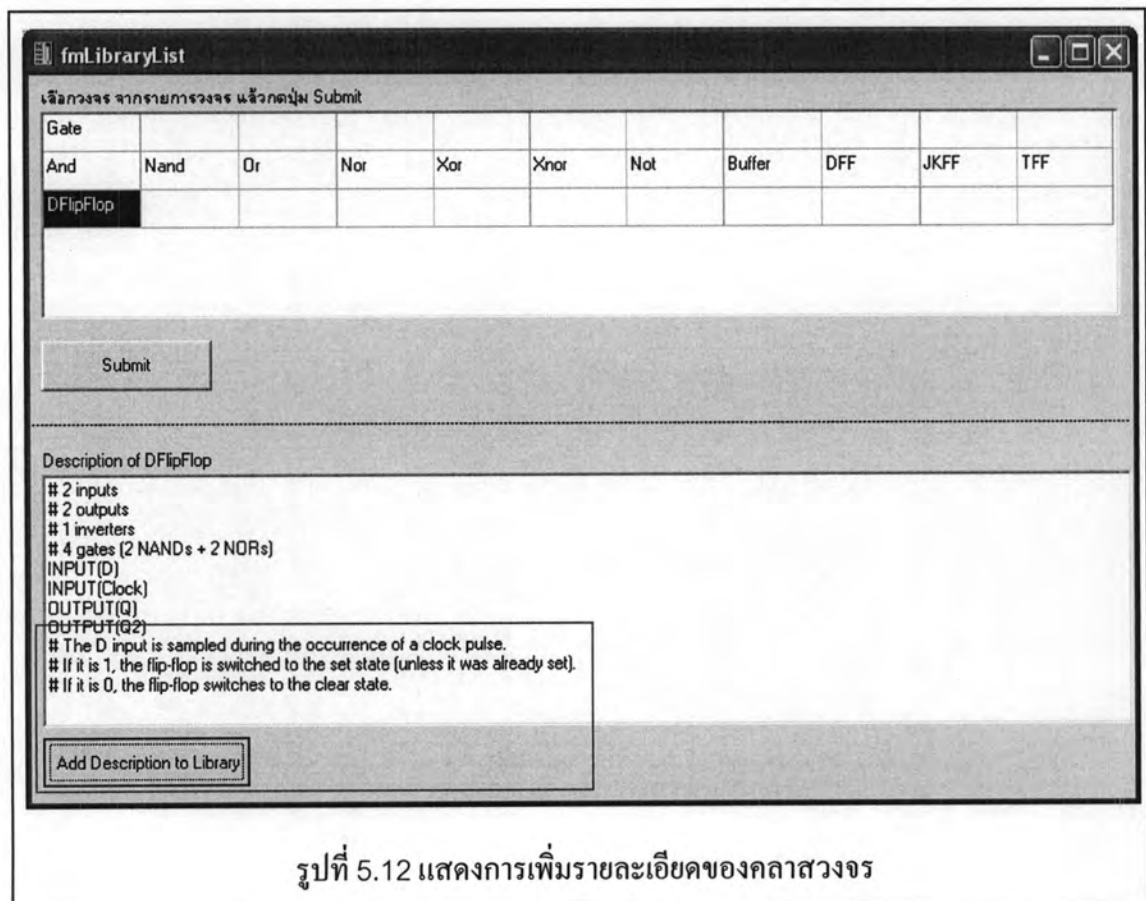 fmLibraryList
เลือกวงจร จากรายการวงจร แล้วกดปุ่ม Submit
Gate
And Nand Or Nor Xor Xnor Not Buffer DFF JKFF TFF
DFlipFlop
Submit
Description of DFlipFlop
# 2 inputs
# 2 outputs
# 1 inverters
# 4 gates (2 NANDs + 2 NORs)
INPUT(D)
INPUT(Clock)
OUTPUT(Q)
OUTPUT(Q2)
# The D input is sampled during the occurrence of a clock pulse.
# If it is 1, the flip-flop is switched to the set state (unless it was already set).
# If it is 0, the flip-flop switches to the clear state.
Add Description to Library
รูปที่ 5.12 แสดงการเพิ่มรายละเอียดของคลาสวงจร